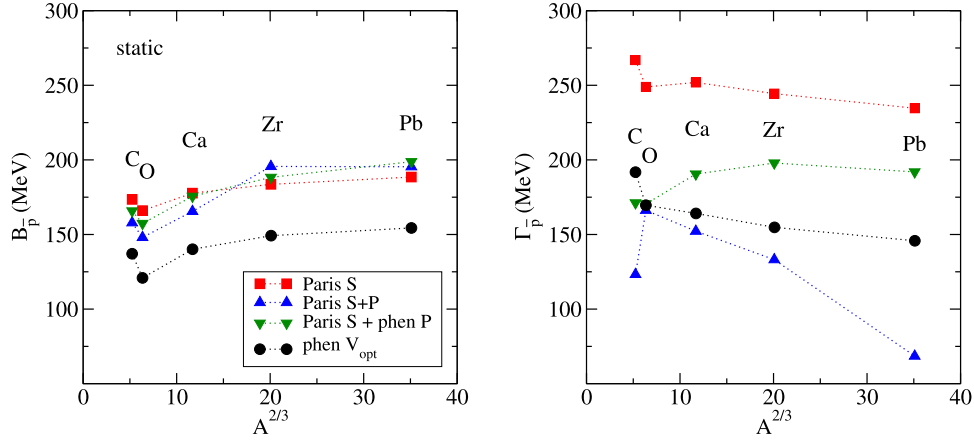 300
250
200
150
100
0
10
20
30
40
static
C
O
Ca
Zr
Pb
B_p̄ (MeV)
A^{2/3}
Paris S
Paris S+P
Paris S + phen P
phen V_opt
300
250
200
150
100
0
10
20
30
40
C
O
Ca
Zr
Pb
Γ_p̄ (MeV)
A^{2/3}